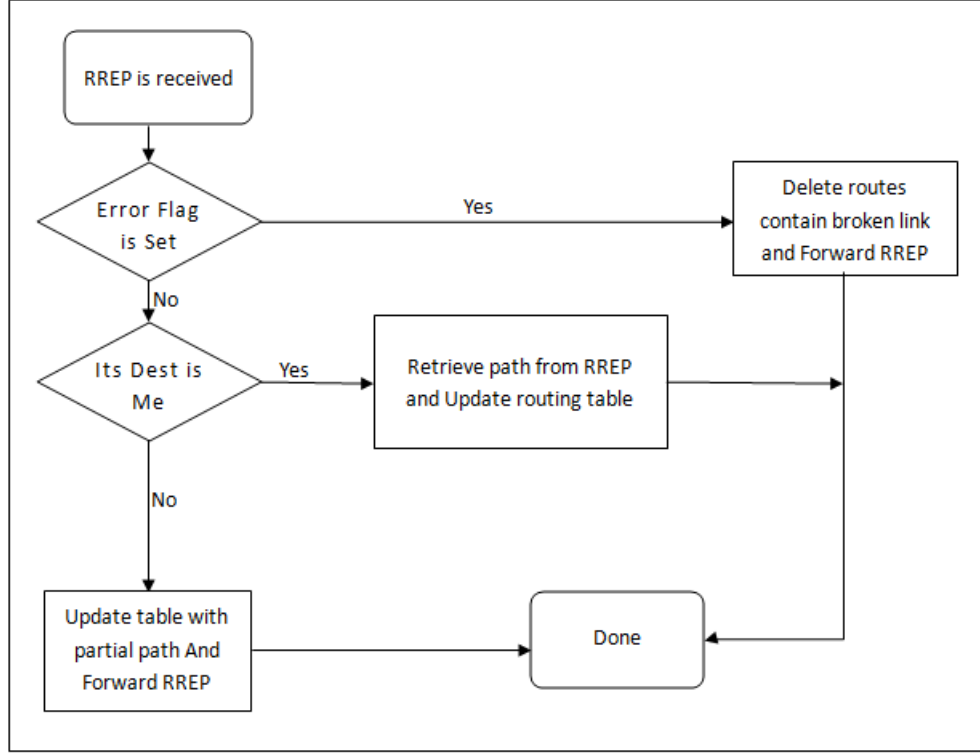 RREP is received
Error Flag
is Set
Yes
Delete routes
contain broken link
and Forward RREP
No
Its Dest is
Me
Yes
Retrieve path from RREP
and Update routing table
No
Update table with
partial path And
Forward RREP
Done